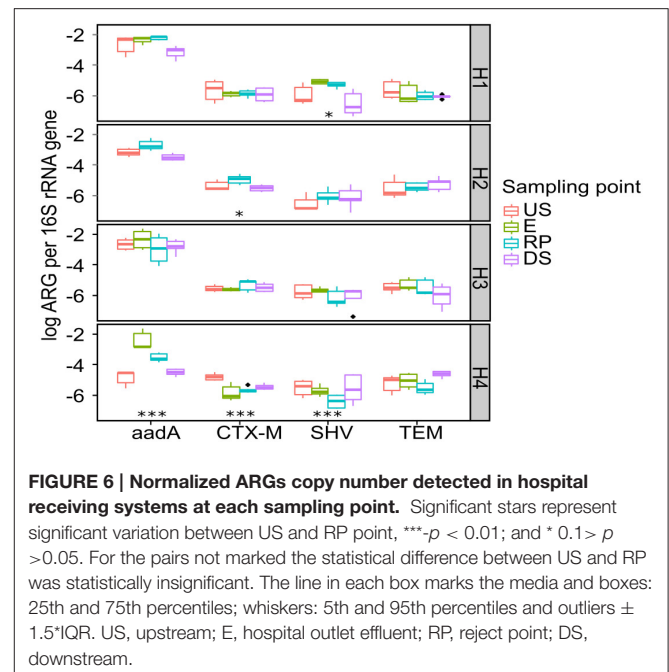 log ARG per 16S rRNA gene
-2
-4
-6
H1
*
-2
-4
-6
H2
*
-2
-4
-6
H3
-2
-4
-6
H4
*** *** ***
aadA CTX-M SHV TEM
Sampling point
US
E
RP
DS
FIGURE 6 | Normalized ARGs copy number detected in hospital
receiving systems at each sampling point. Significant stars represent
significant variation between US and RP point, ***-p < 0.01; and * 0.1> p
>0.05. For the pairs not marked the statistical difference between US and RP
was statistically insignificant. The line in each box marks the media and boxes:
25th and 75th percentiles; whiskers: 5th and 95th percentiles and outliers ±
1.5*IQR. US, upstream; E, hospital outlet effluent; RP, reject point; DS,
downstream.